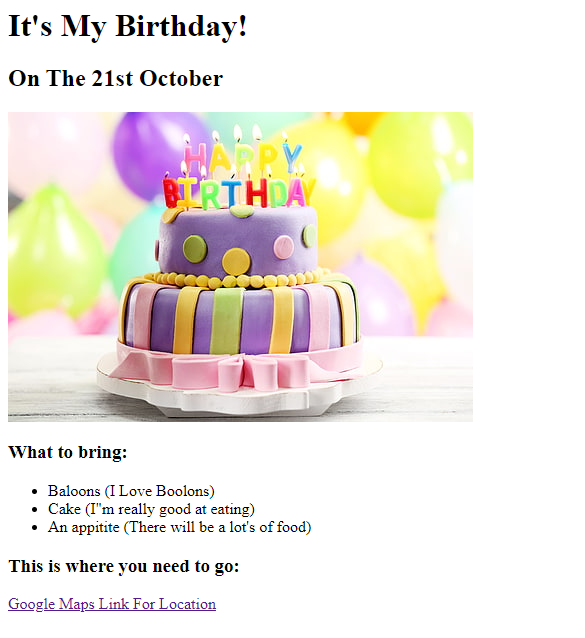 It's My Birthday!
On The 21st October
HAPPY
BIRTHDAY
What to bring:
Baloons (I Love Boolons)
Cake (I"m really good at eating)
An appitite (There will be a lot's of food)
This is where you need to go:
Google Maps Link For Location